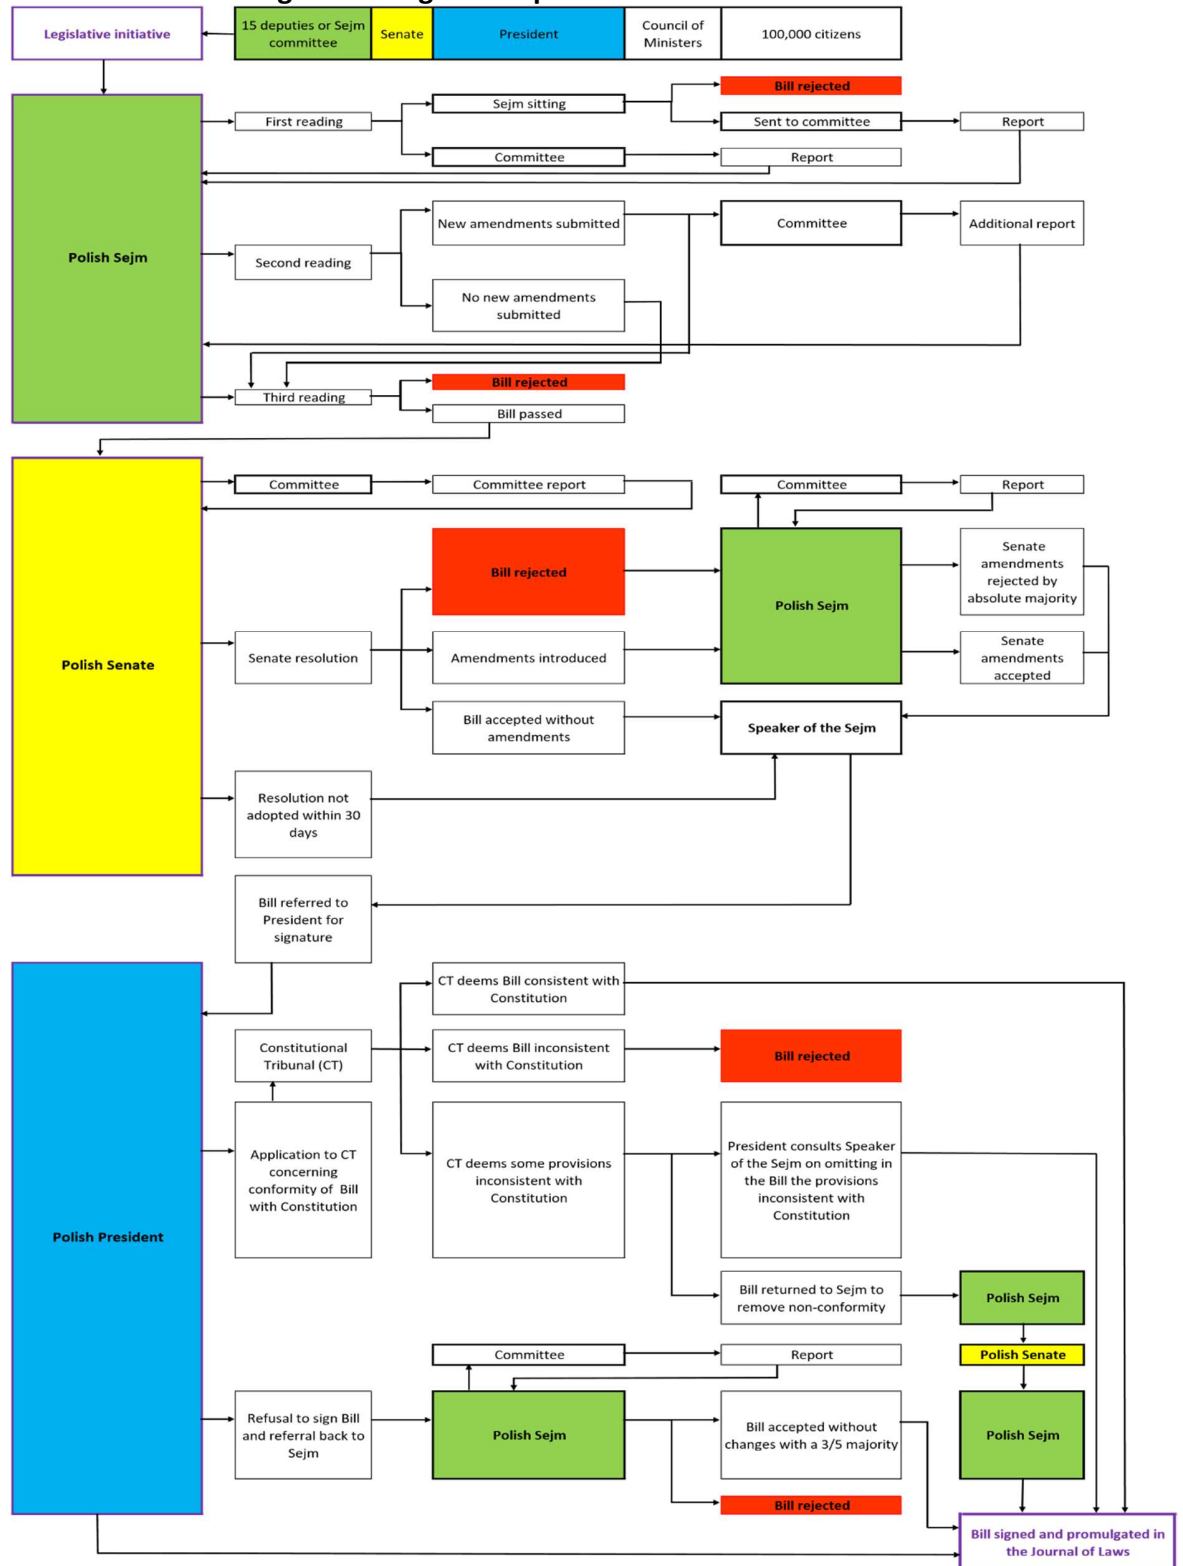 Legislative initiative
15 deputies or Sejm
committee
Senate
President
Council of
Ministers
100,000 citizens
Bill rejected
Sejm sitting
First reading
Sent to committee
Report
Committee
Report
New amendments submitted
Committee
Additional report
Polish Sejm
Second reading
No new amendments
submitted
Bill rejected
Third reading
Bill passed
Committee
Committee report
Committee
Report
Bill rejected
Polish Sejm
Senate
amendments
rejected by
absolute majority
Polish Senate
Senate resolution
Amendments introduced
Senate
amendments
accepted
Bill accepted without
amendments
Speaker of the Sejm
Resolution not
adopted within 30
days
Bill referred to
President for
signature
CT deems Bill consistent with
Constitution
Constitutional
Tribunal (CT)
CT deems Bill inconsistent
with Constitution
Bill rejected
Application to CT
concerning
conformity of Bill
with Constitution
CT deems some provisions
inconsistent with
Constitution
President consults Speaker
of the Sejm on omitting in
the Bill the provisions
inconsistent with
Constitution
Polish President
Bill returned to Sejm to
remove non-conformity
Polish Sejm
Committee
Report
Polish Senate
Refusal to sign Bill
and referral back to
Sejm
Polish Sejm
Bill accepted without
changes with a 3/5 majority
Polish Sejm
Bill rejected
Bill signed and promulgated in
the Journal of Laws